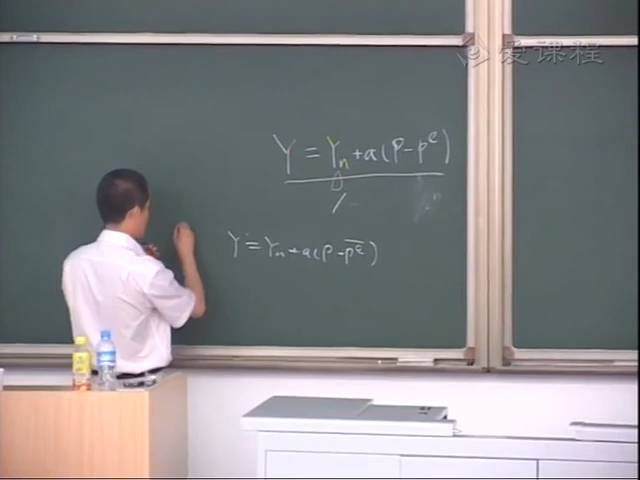 爱课程
Y = Yn + a(P - Pe)
Y = Yn + a(P - P̅e̅)